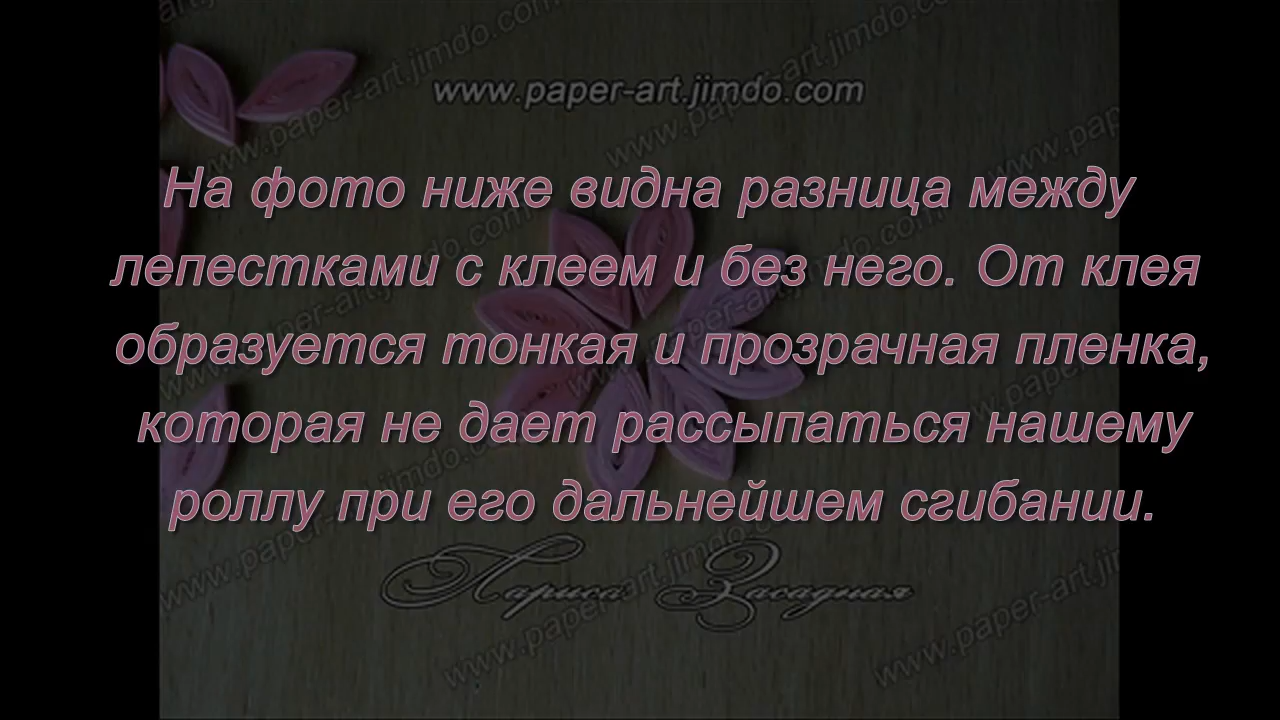 www.paper-art.jimdo.com
На фото ниже видна разница между
лепестками с клеем и без него. От клея
образуется тонкая и прозрачная пленка,
которая не дает рассыпаться нашему
роллу при его дальнейшем сгибании.
Лариса Засадная